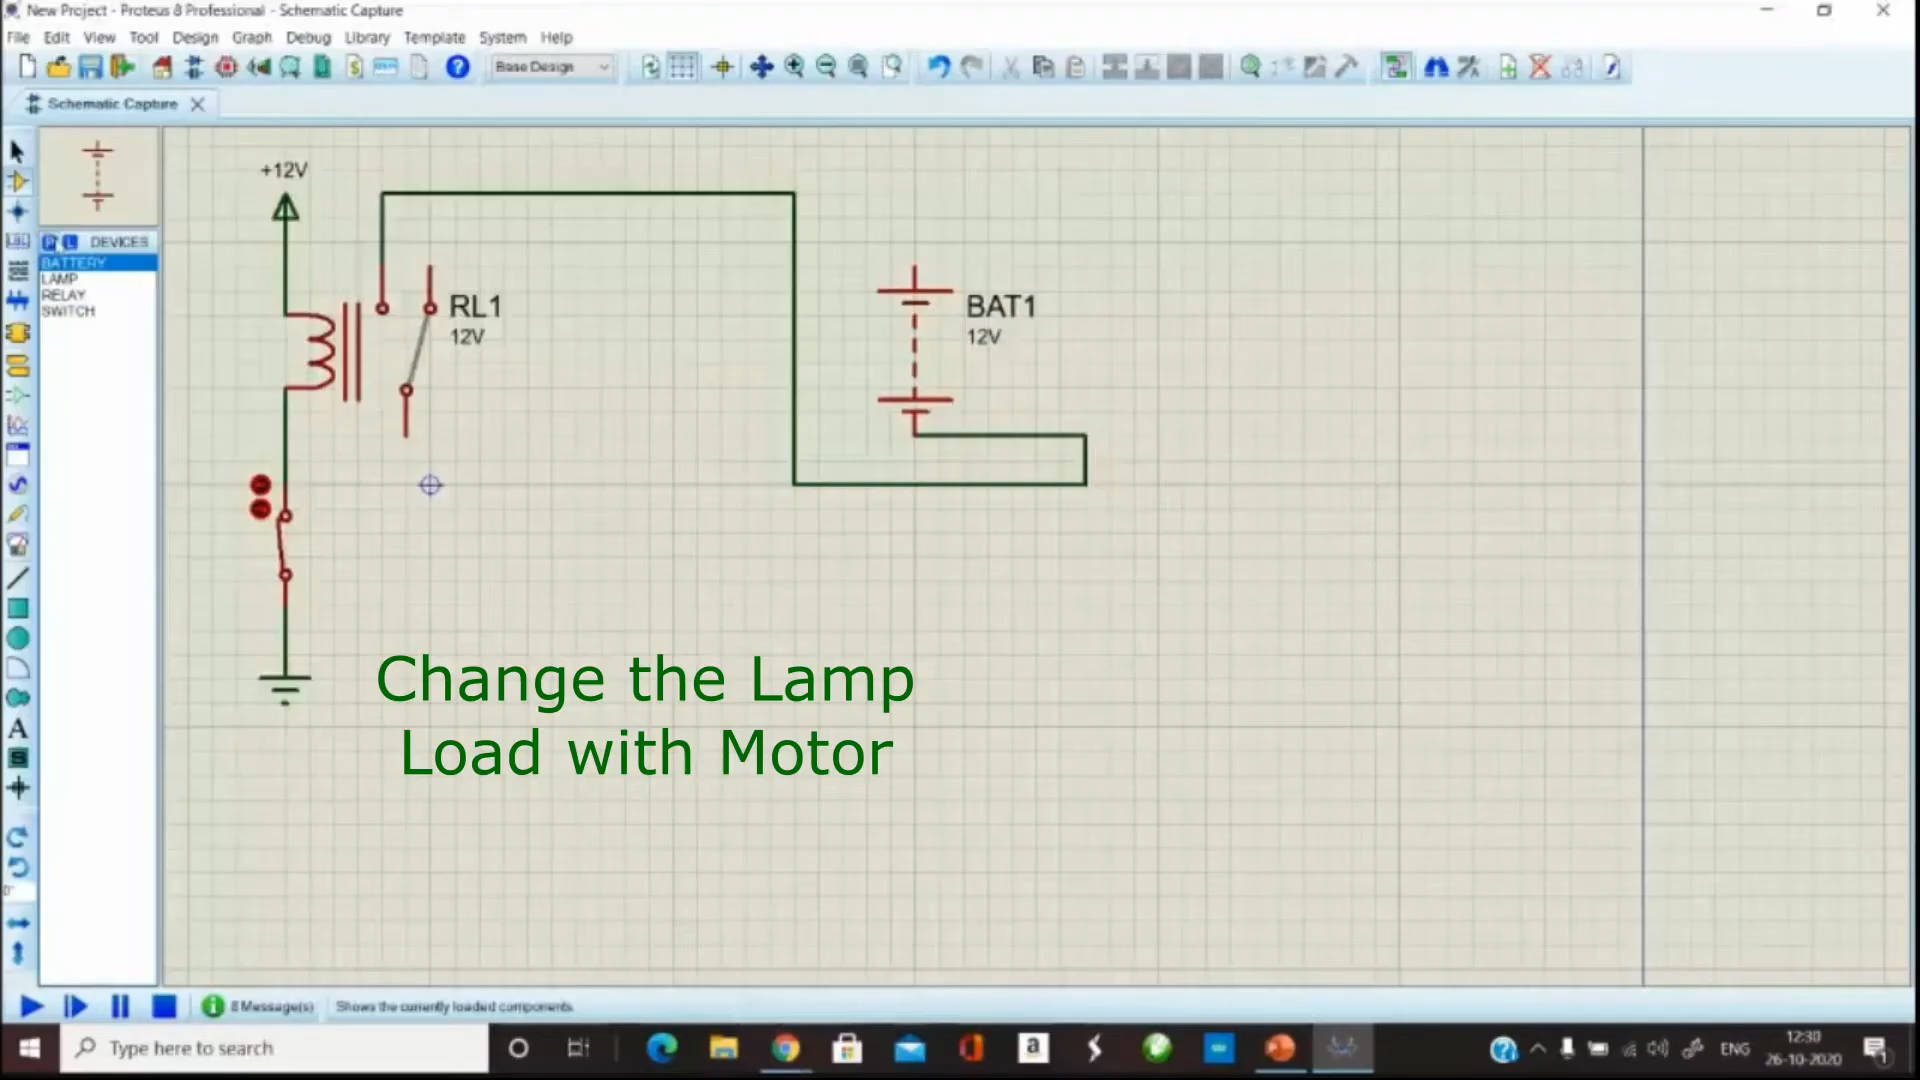 New Project - Proteus 8 Professional - Schematic Capture
File Edit View Tool Design Graph Debug Library Template System Help
Base Design
Schematic Capture
+12V
P L DEVICES
BATTERY
LAMP
RELAY
SWITCH
RL1
12V
BAT1
12V
Change the Lamp
Load with Motor
8 Message(s) Shows the currently loaded components.
Type here to search
ENG
12:30
26-10-2020